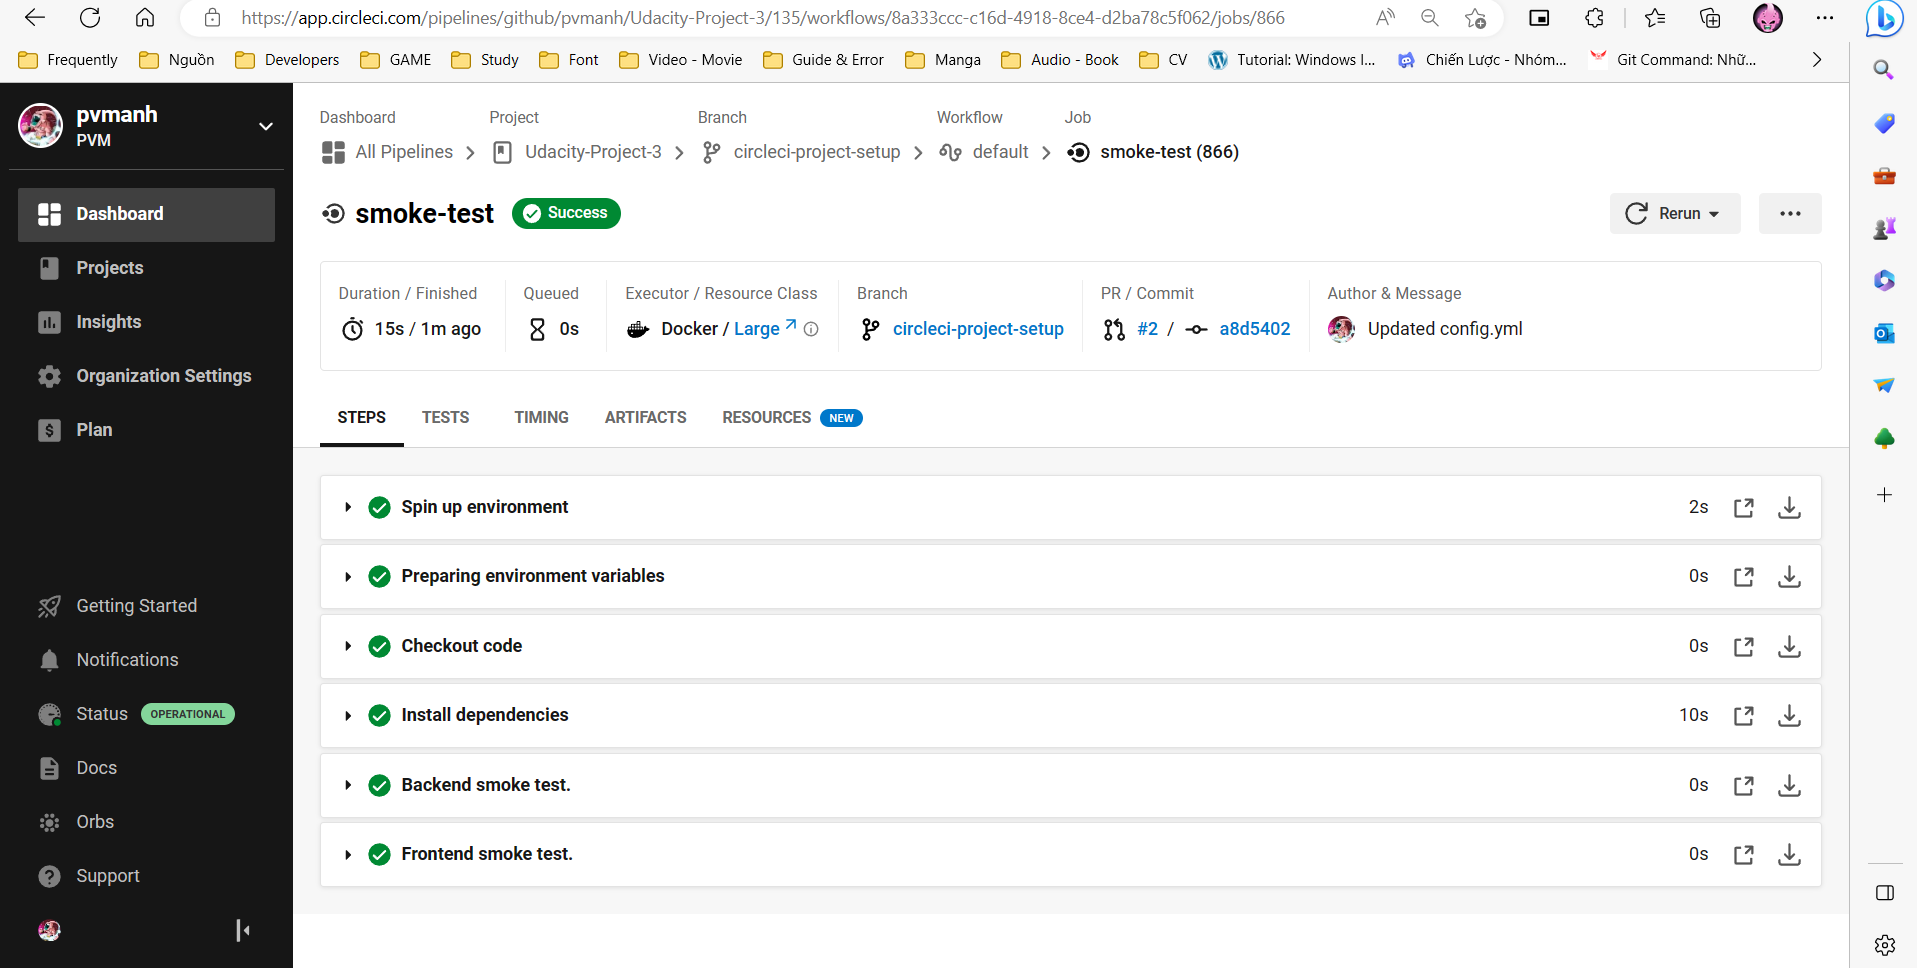 https://app.circleci.com/pipelines/github/pvmanh/Udacity-Project-3/135/workflows/8a333ccc-c16d-4918-8ce4-d2ba78c5f062/jobs/866
Frequently Nguồn Developers GAME Study Font Video - Movie Guide & Error Manga Audio - Book CV Tutorial: Windows I... Chiến Lược - Nhóm... Git Command: Nhữ...
pvmanh
PVM
Dashboard
Projects
Insights
Organization Settings
Plan
Getting Started
Notifications
Status OPERATIONAL
Docs
Orbs
Support
Dashboard Project Branch Workflow Job
All Pipelines Udacity-Project-3 circleci-project-setup default smoke-test (866)
smoke-test Success Rerun
Duration / Finished Queued Executor / Resource Class Branch PR / Commit Author & Message
15s / 1m ago 0s Docker / Large circleci-project-setup #2 / a8d5402 Updated config.yml
STEPS TESTS TIMING ARTIFACTS RESOURCES NEW
Spin up environment 2s
Preparing environment variables 0s
Checkout code 0s
Install dependencies 10s
Backend smoke test. 0s
Frontend smoke test. 0s